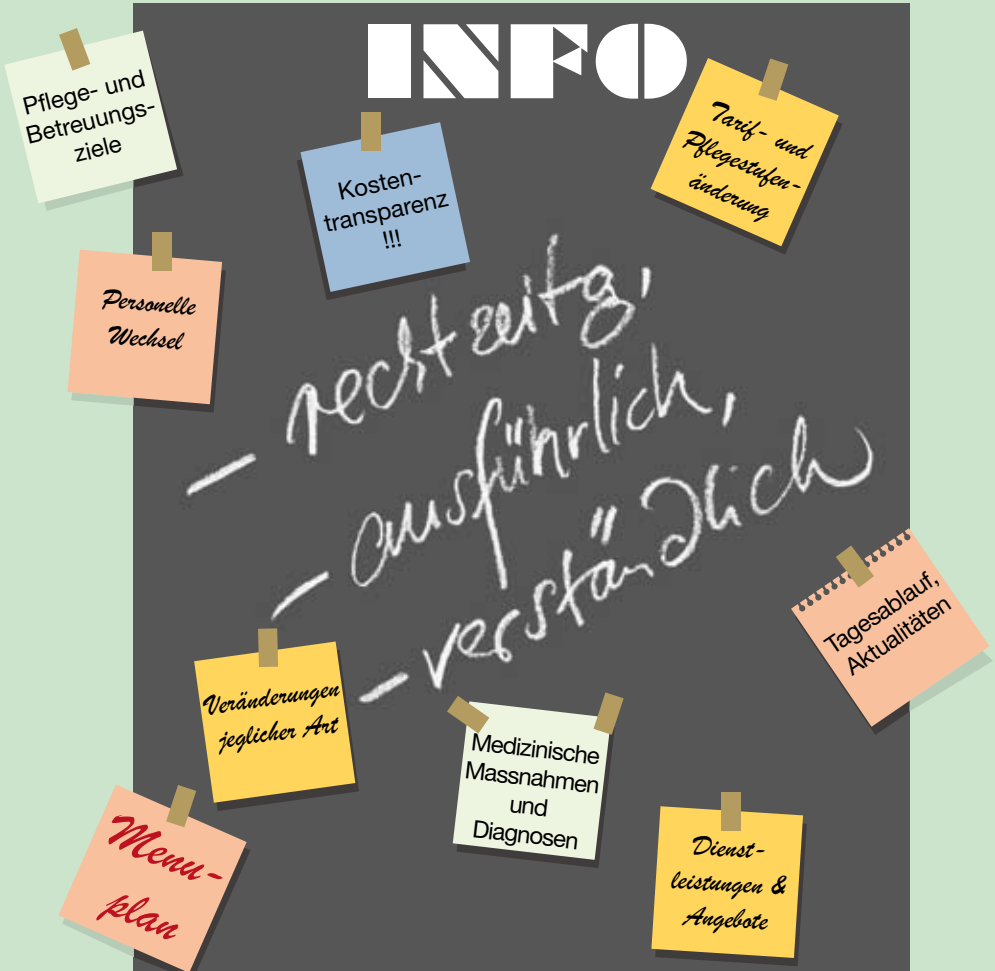 INFO
Pflege- und
Betreuungs-
ziele
Kosten-
transparenz
!!!
Tarif- und
Pflegestufen-
änderung
Personelle
Wechsel
– rechtzeitg,
– ausführlich,
– verständlich
Tagesablauf,
Aktualitäten
Veränderungen
jeglicher Art
Medizinische
Massnahmen
und
Diagnosen
Menu-
plan
Dienst-
leistungen &
Angebote